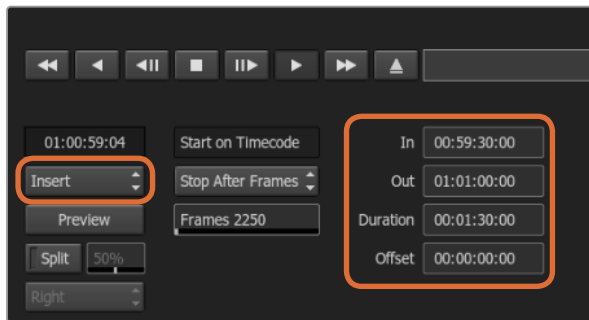 01:00:59:04 Start on Timecode In 00:59:30:00
Insert Stop After Frames Out 01:01:00:00
Preview Frames 2250 Duration 00:01:30:00
Split 50% Offset 00:00:00:00
Right